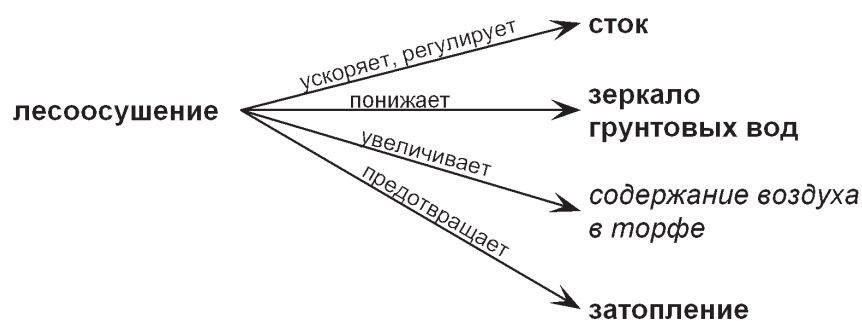 ускоряет, регулирует
сток
лесоосушение
понижает
зеркало
грунтовых вод
увеличивает
содержание воздуха
в торфе
предотвращает
затопление